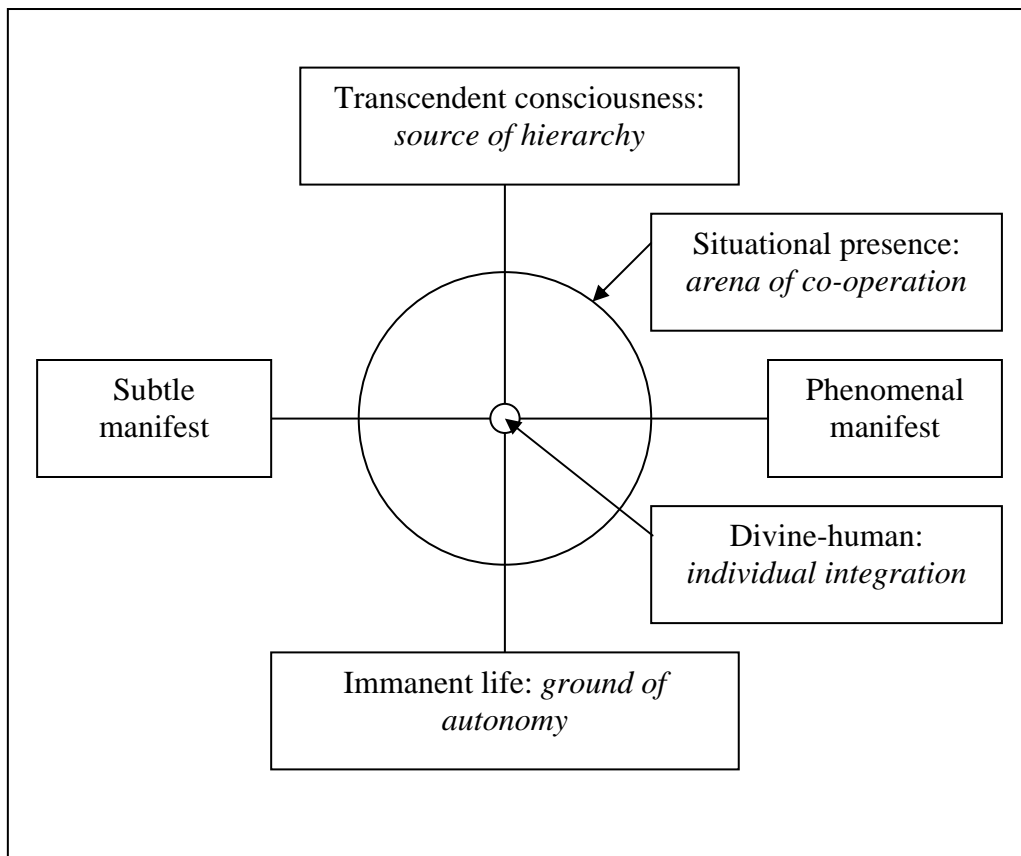 Transcendent consciousness:
source of hierarchy
Situational presence:
arena of co-operation
Subtle
manifest
Phenomenal
manifest
Divine-human:
individual integration
Immanent life: ground of
autonomy